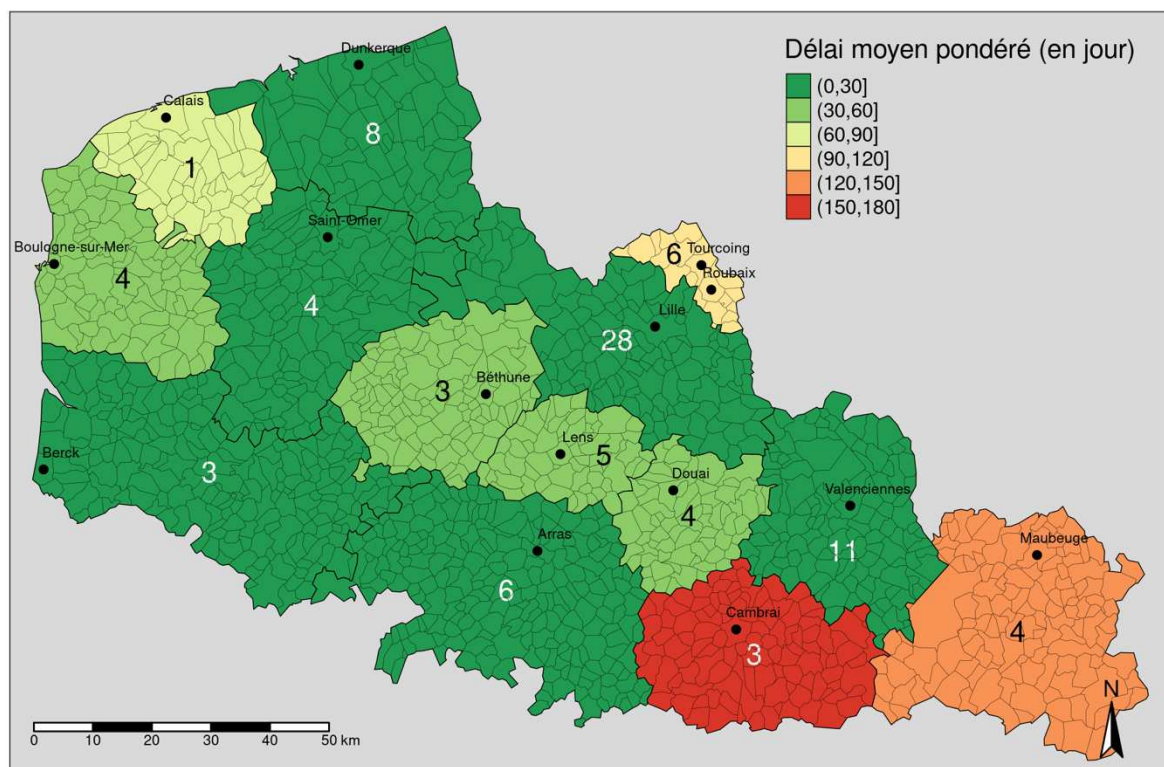 Délai moyen pondéré (en jour)
(0,30]
(30,60]
(60,90]
(90,120]
(120,150]
(150,180]
Dunkerque
8
Calais
1
Saint-Omer
4
Boulogne-sur-Mer
4
6
Tourcoing
Roubaix
Lille
28
3
Béthune
Lens
5
Berck
3
Douai
4
Valenciennes
11
Arras
6
Maubeuge
4
Cambrai
3
N
0 10 20 30 40 50 km